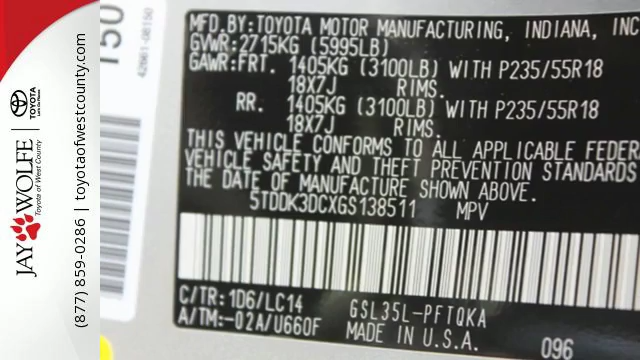 MFD.BY:TOYOTA MOTOR MANUFACTURING, INDIANA, INC
GVWR:2715KG (5995LB)
GAWR:FRT. 1405KG (3100LB) WITH P235/55R18
18X7J RIMS.
RR. 1405KG (3100LB) WITH P235/55R18
18X7J RIMS.
THIS VEHICLE CONFORMS TO ALL APPLICABLE FEDER
VEHICLE SAFETY AND THEFT PREVENTION STANDARDS
THE DATE OF MANUFACTURE SHOWN ABOVE.
5TDDK3DCXGS138511 MPV
C/TR:1D6/LC14 GSL35L-PFTQKA
A/TM:-02A/U660F MADE IN U.S.A.
096
150
42661-08150
JAY WOLFE
Toyota of West County
TOYOTA
(877) 859-0286 | toyotaofwestcounty.com